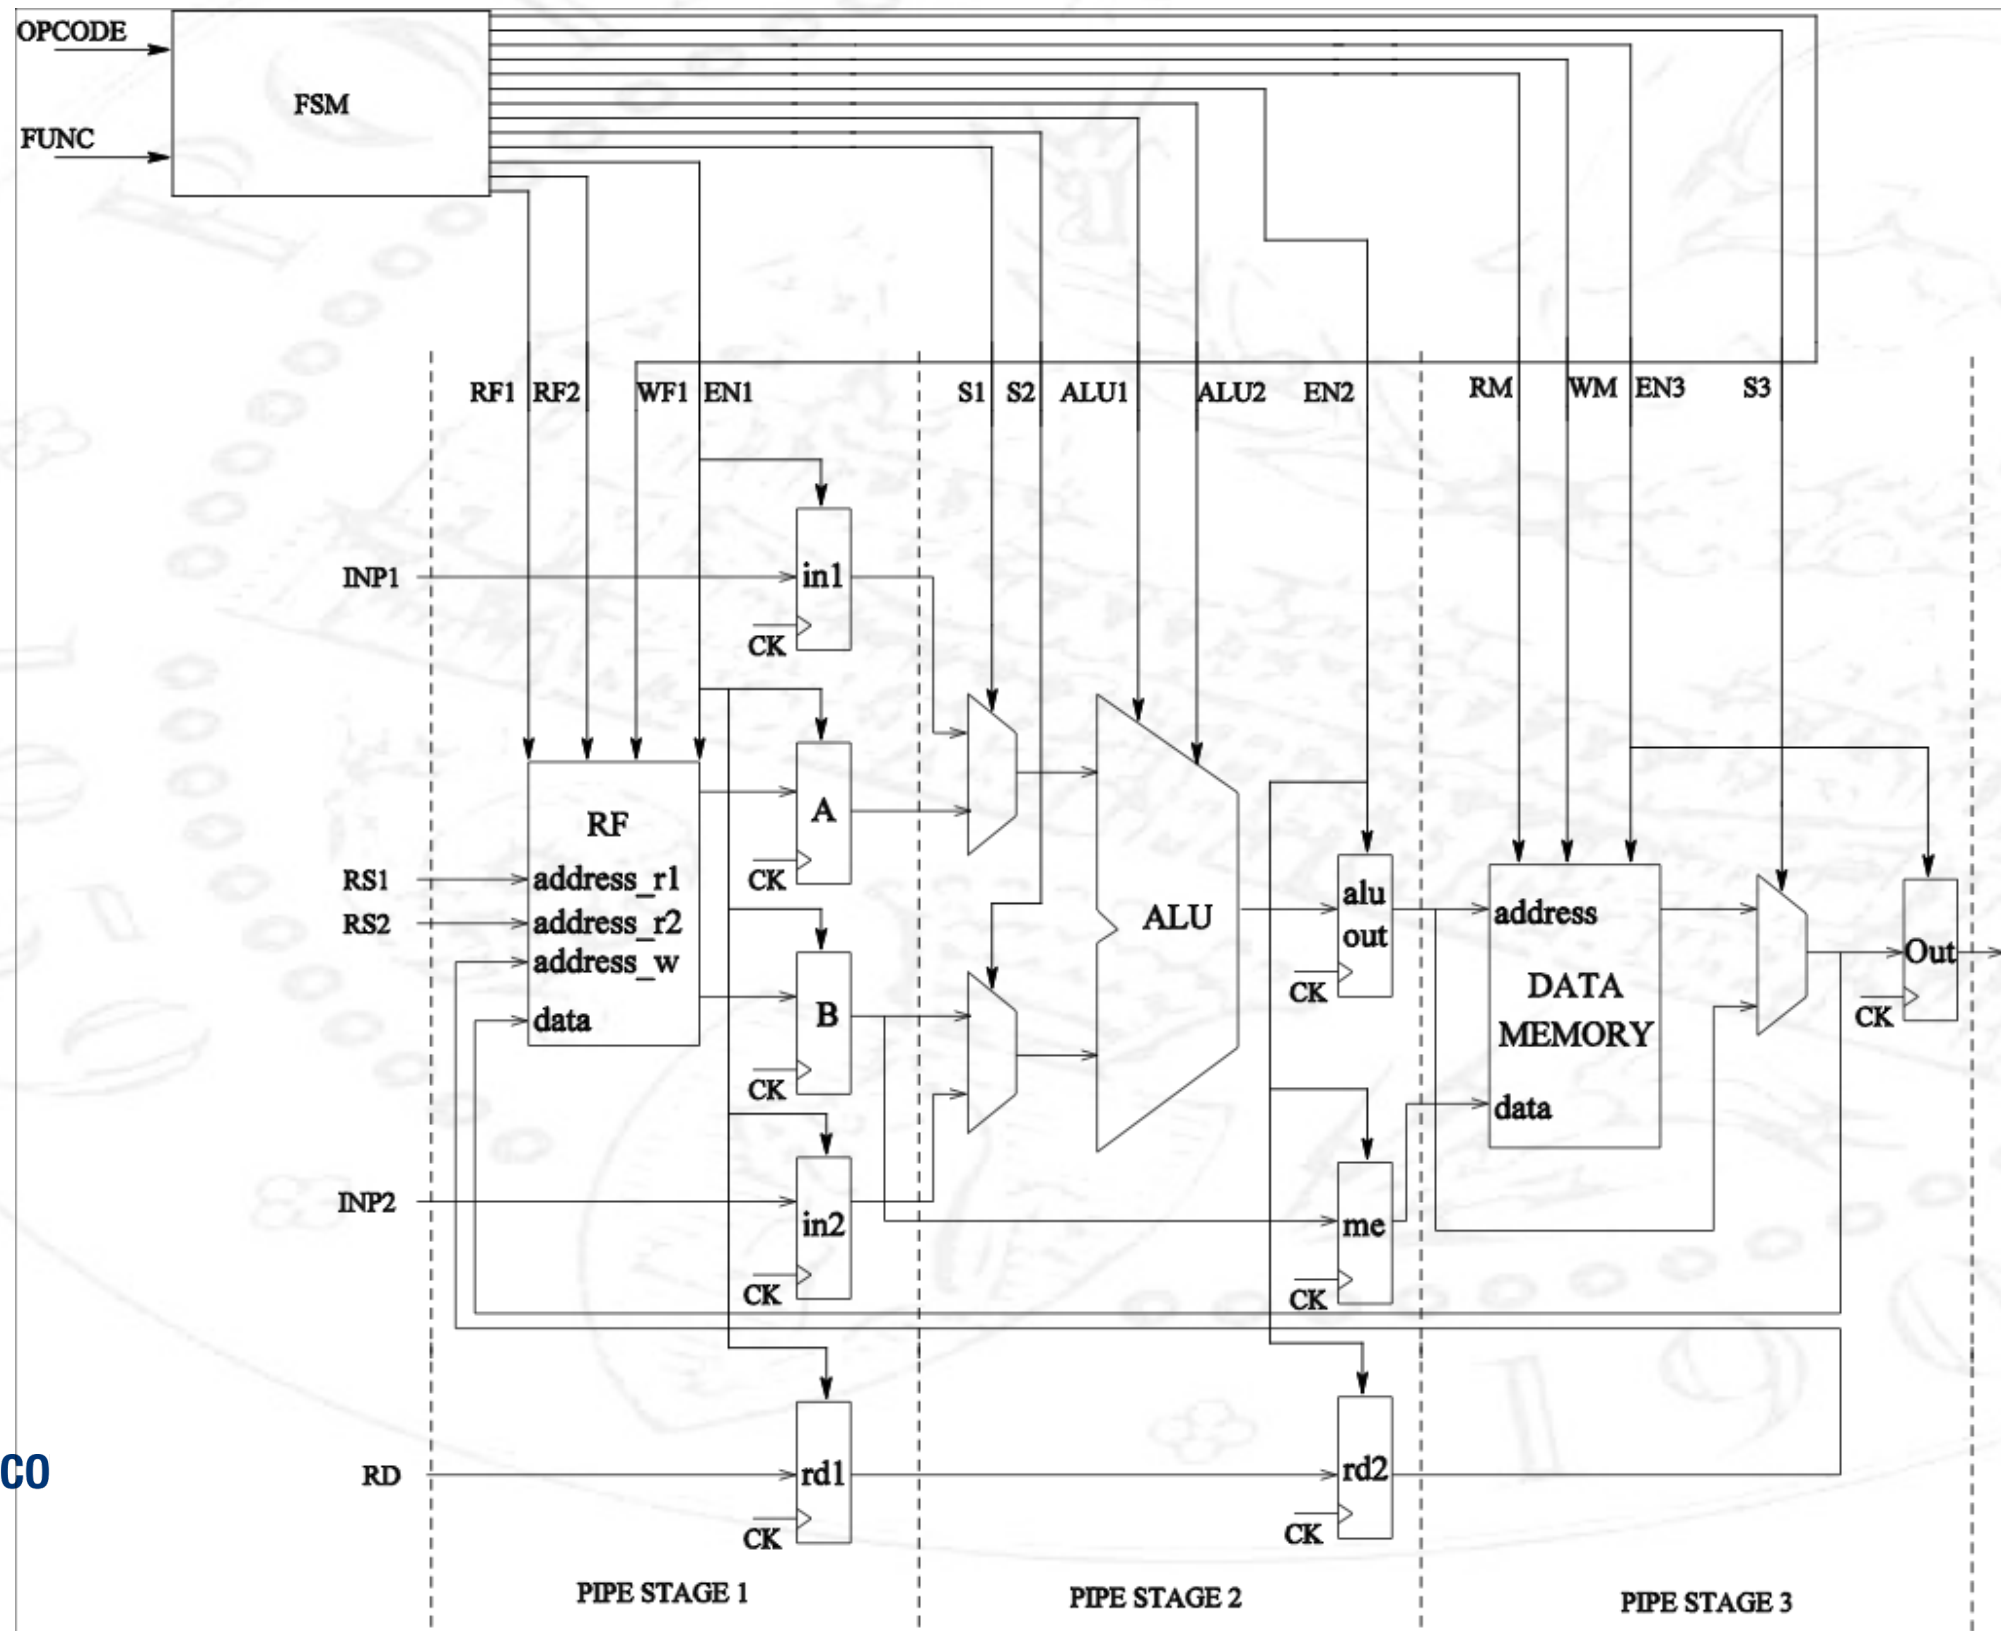 OPCODE
FSM
FUNC
RF1 RF2 WF1 EN1 S1 S2 ALU1 ALU2 EN2 RM WM EN3 S3
INP1
in1
CK
A
CK
RF
RS1
address_r1
RS2
address_r2
address_w
data
B
CK
ALU
alu
out
CK
address
DATA
MEMORY
data
Out
CK
INP2
in2
CK
me
CK
co
RD
rd1
CK
rd2
CK
PIPE STAGE 1
PIPE STAGE 2
PIPE STAGE 3